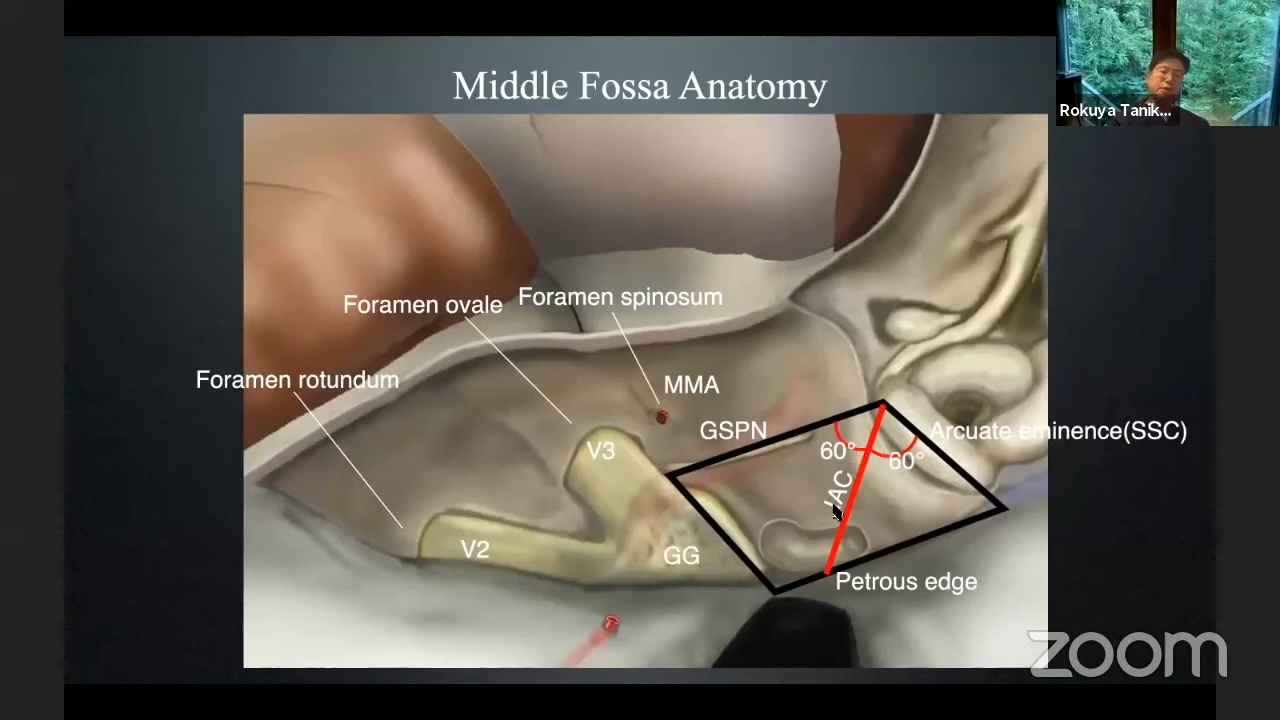 Middle Fossa Anatomy
Rokuya Tanik...
Foramen ovale
Foramen spinosum
Foramen rotundum
MMA
GSPN
Arcuate eminence(SSC)
V3
60°
60°
IAC
V2
GG
Petrous edge
zoom